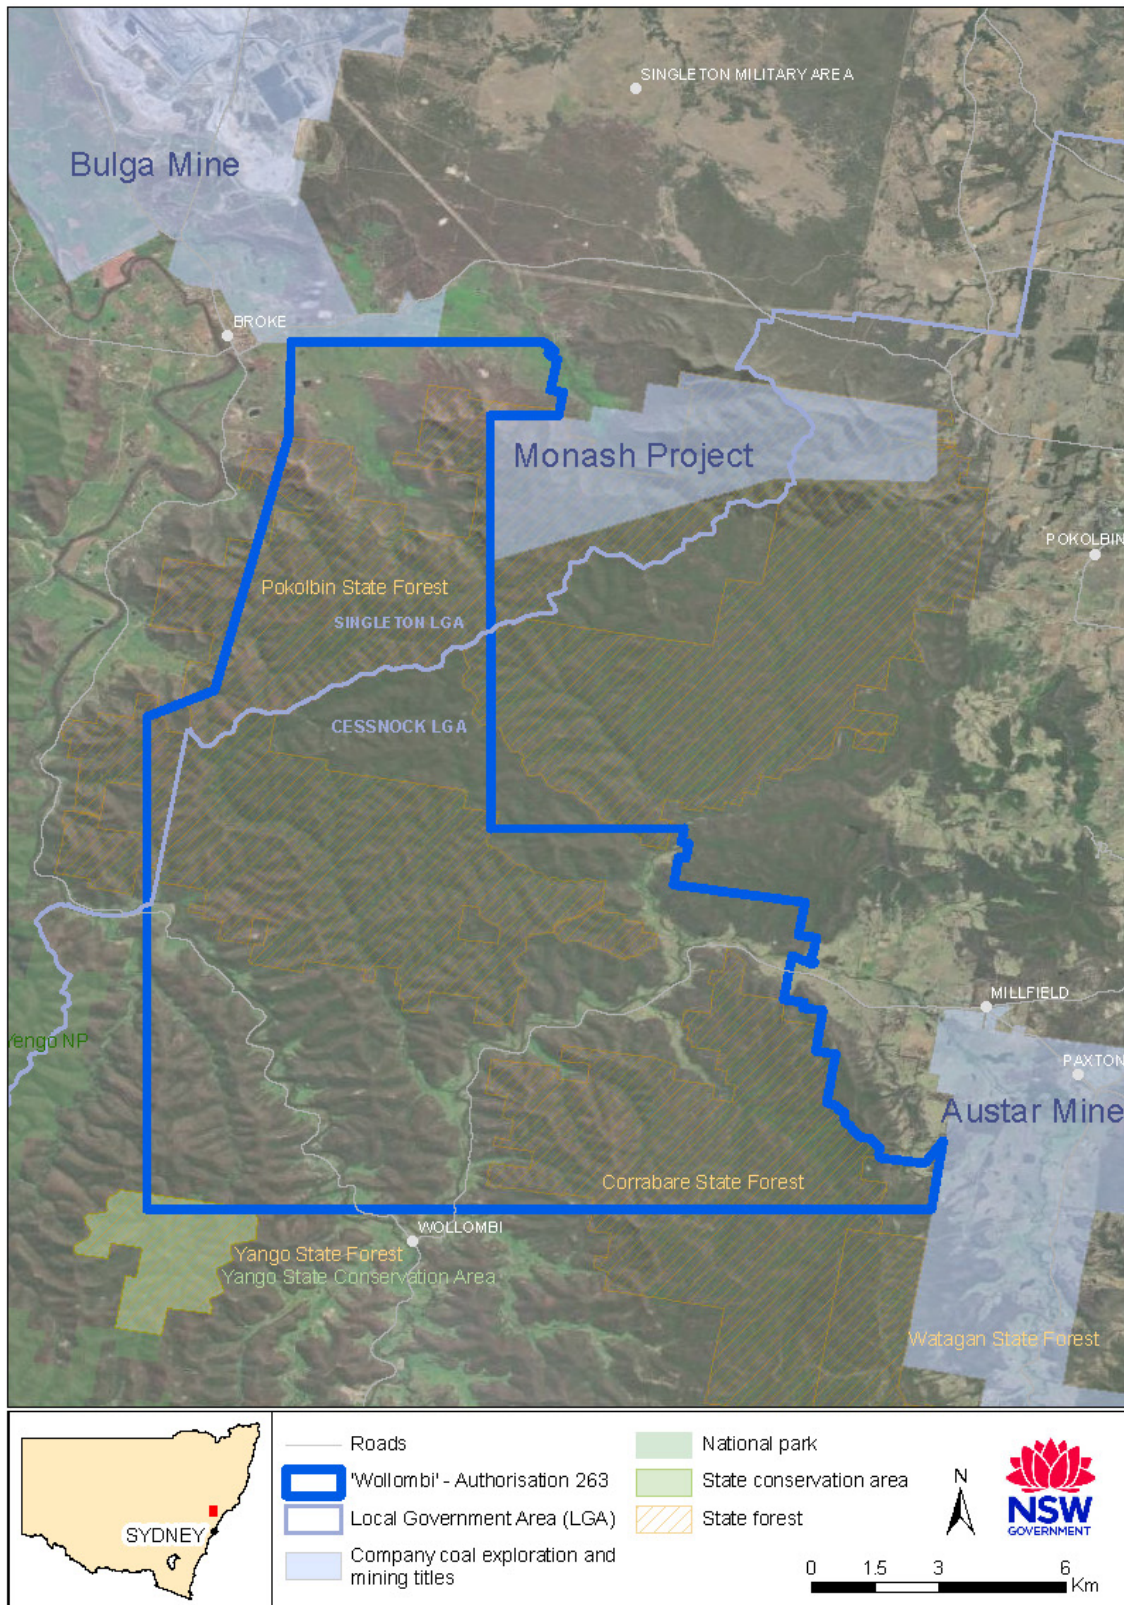 SINGLETON MILITARY AREA
Bulga Mine
BROKE
Monash Project
POKOLBIN
Pokolbin State Forest
SINGLETON LGA
CESSNOCK LGA
MILLFIELD
Yengo NP
PAXTON
Austar Mine
Corrabare State Forest
WOLLOMBI
Yango State Forest
Yango State Conservation Area
Watagan State Forest
SYDNEY
Roads
'Wollombi' - Authorisation 263
Local Government Area (LGA)
Company coal exploration and
mining titles
National park
State conservation area
State forest
N
NSW
GOVERNMENT
0 1.5 3 6
Km